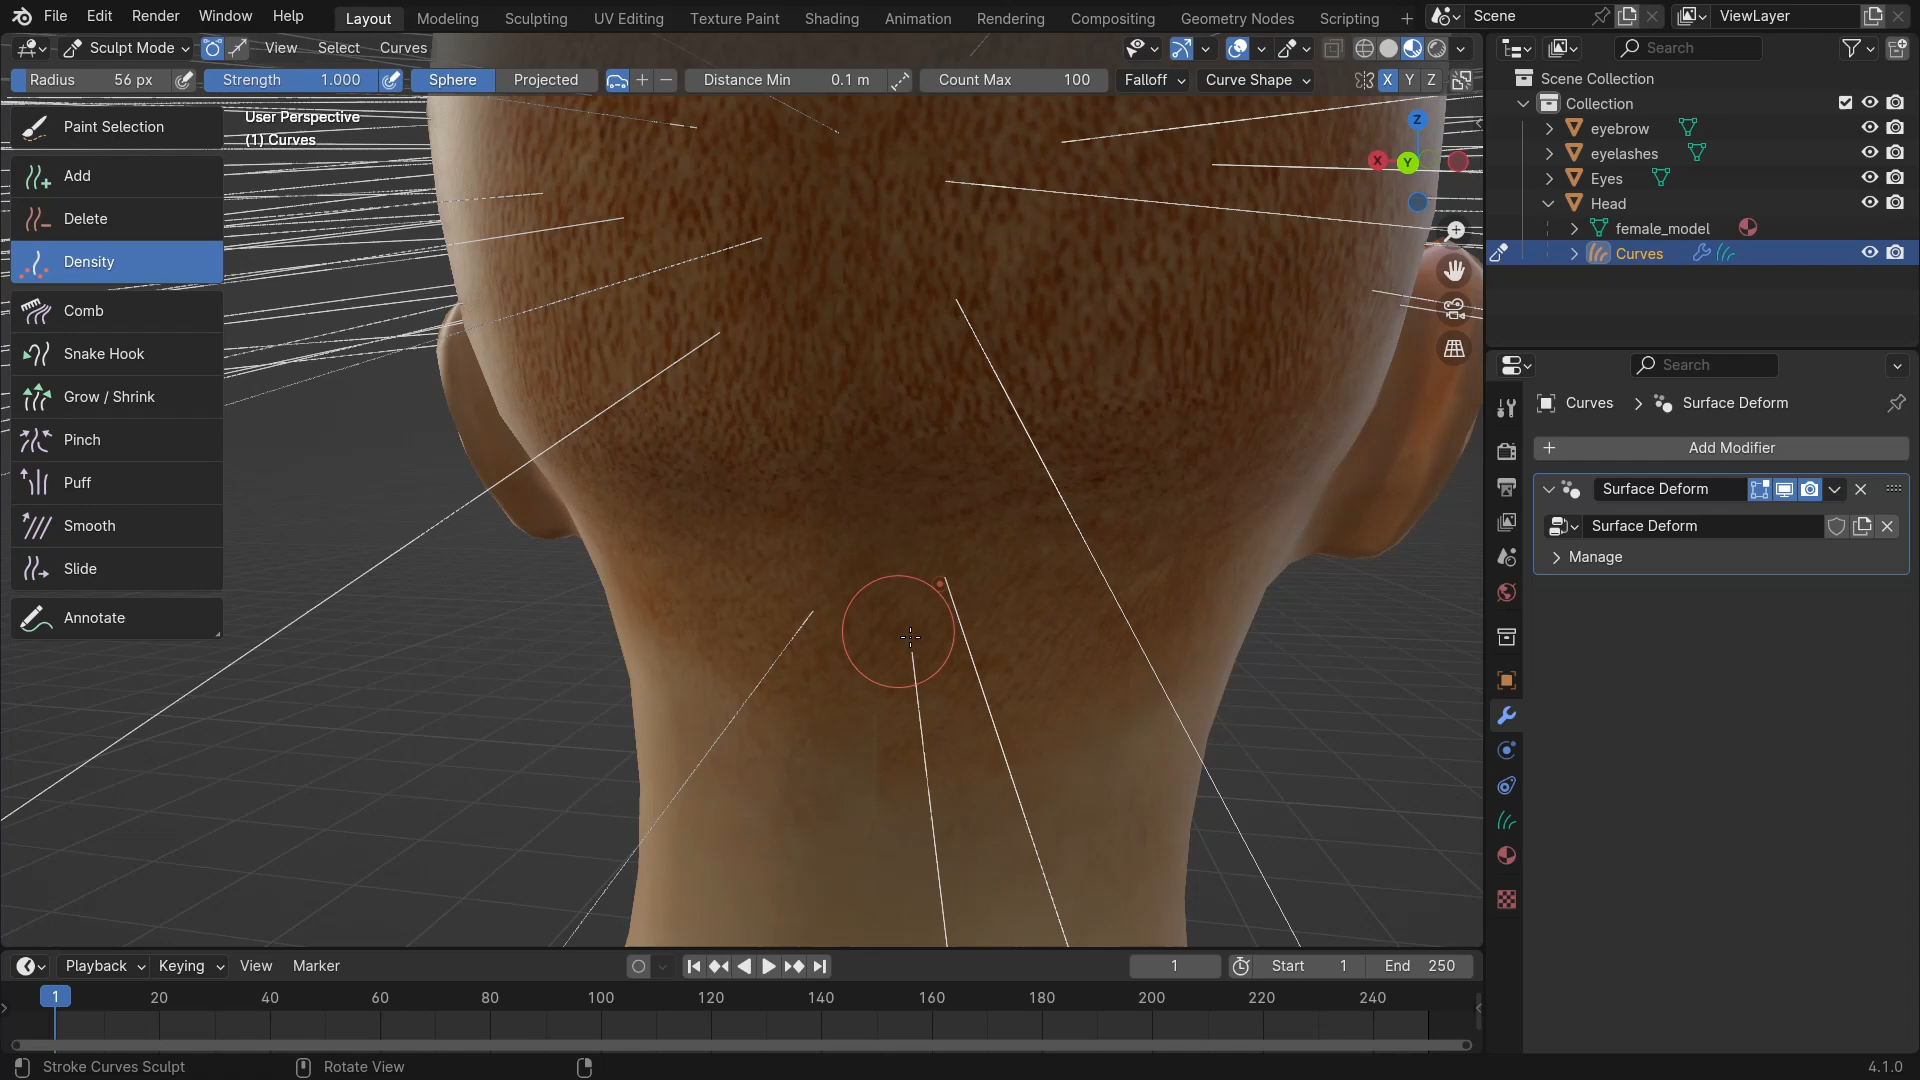 File Edit Render Window Help Layout Modeling Sculpting UV Editing Texture Paint Shading Animation Rendering Compositing Geometry Nodes Scripting Scene ViewLayer
Sculpt Mode View Select Curves Search
Radius 56 px Strength 1.000 Sphere Projected Distance Min 0.1 m Count Max 100 Falloff Curve Shape X Y Z
Scene Collection
Collection
eyebrow
eyelashes
Eyes
Head
female_model
Curves
User Perspective
(1) Curves
Z
X
Y
Paint Selection
Add
Delete
Density
Comb
Snake Hook
Grow / Shrink
Pinch
Puff
Smooth
Slide
Annotate
Search
Curves Surface Deform
Add Modifier
Surface Deform
Surface Deform
Manage
Playback Keying View Marker 1 Start 1 End 250
1 20 40 60 80 100 120 140 160 180 200 220 240
Stroke Curves Sculpt Rotate View 4.1.0